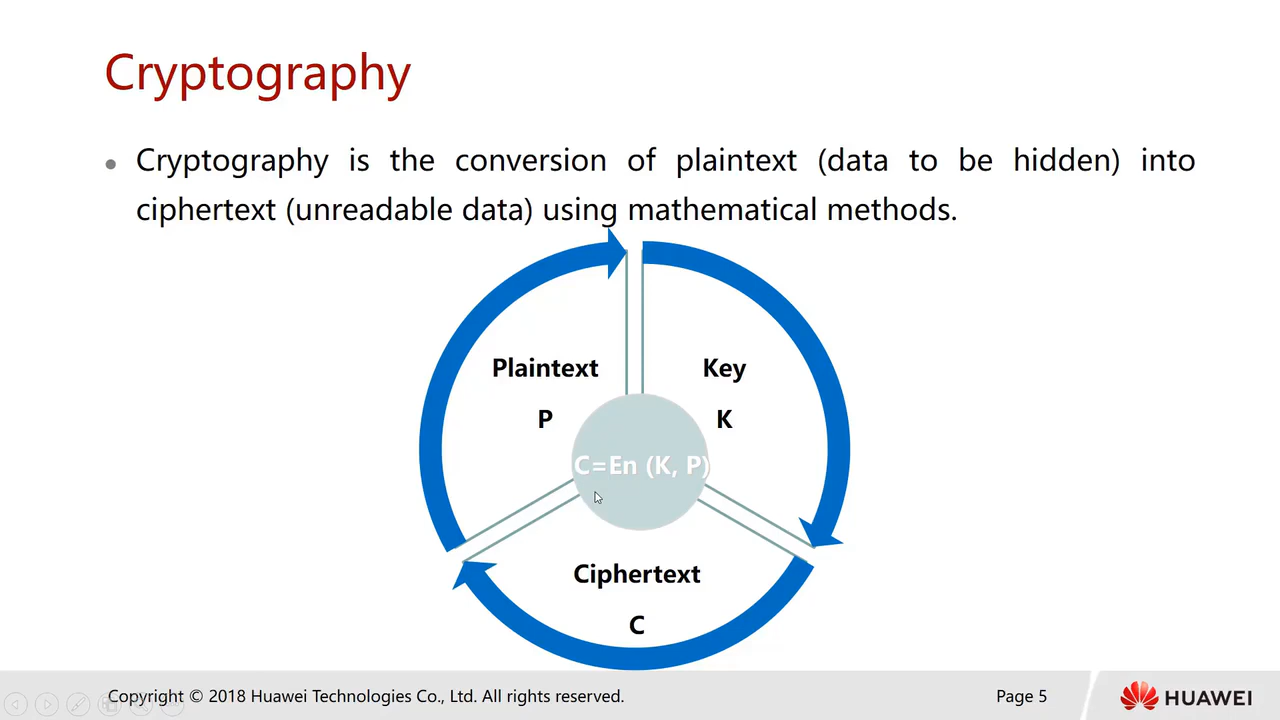 Cryptography
● Cryptography is the conversion of plaintext (data to be hidden) into
ciphertext (unreadable data) using mathematical methods.
Plaintext
P
Key
K
C=En (K, P)
Ciphertext
C
Copyright © 2018 Huawei Technologies Co., Ltd. All rights reserved.
Page 5
HUAWEI